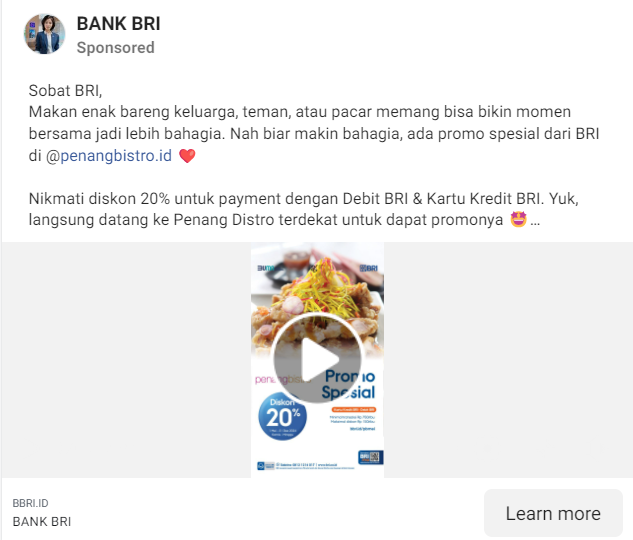 BANK BRI
Sponsored
Sobat BRI,
Makan enak bareng keluarga, teman, atau pacar memang bisa bikin momen
bersama jadi lebih bahagia. Nah biar makin bahagia, ada promo spesial dari BRI
di @penangbistro.id ❤️
Nikmati diskon 20% untuk payment dengan Debit BRI & Kartu Kredit BRI. Yuk,
langsung datang ke Penang Distro terdekat untuk dapat promonya 🤩...
BRI
Promo
Spesial
Diskon
20%
BBRI.ID
BANK BRI
Learn more